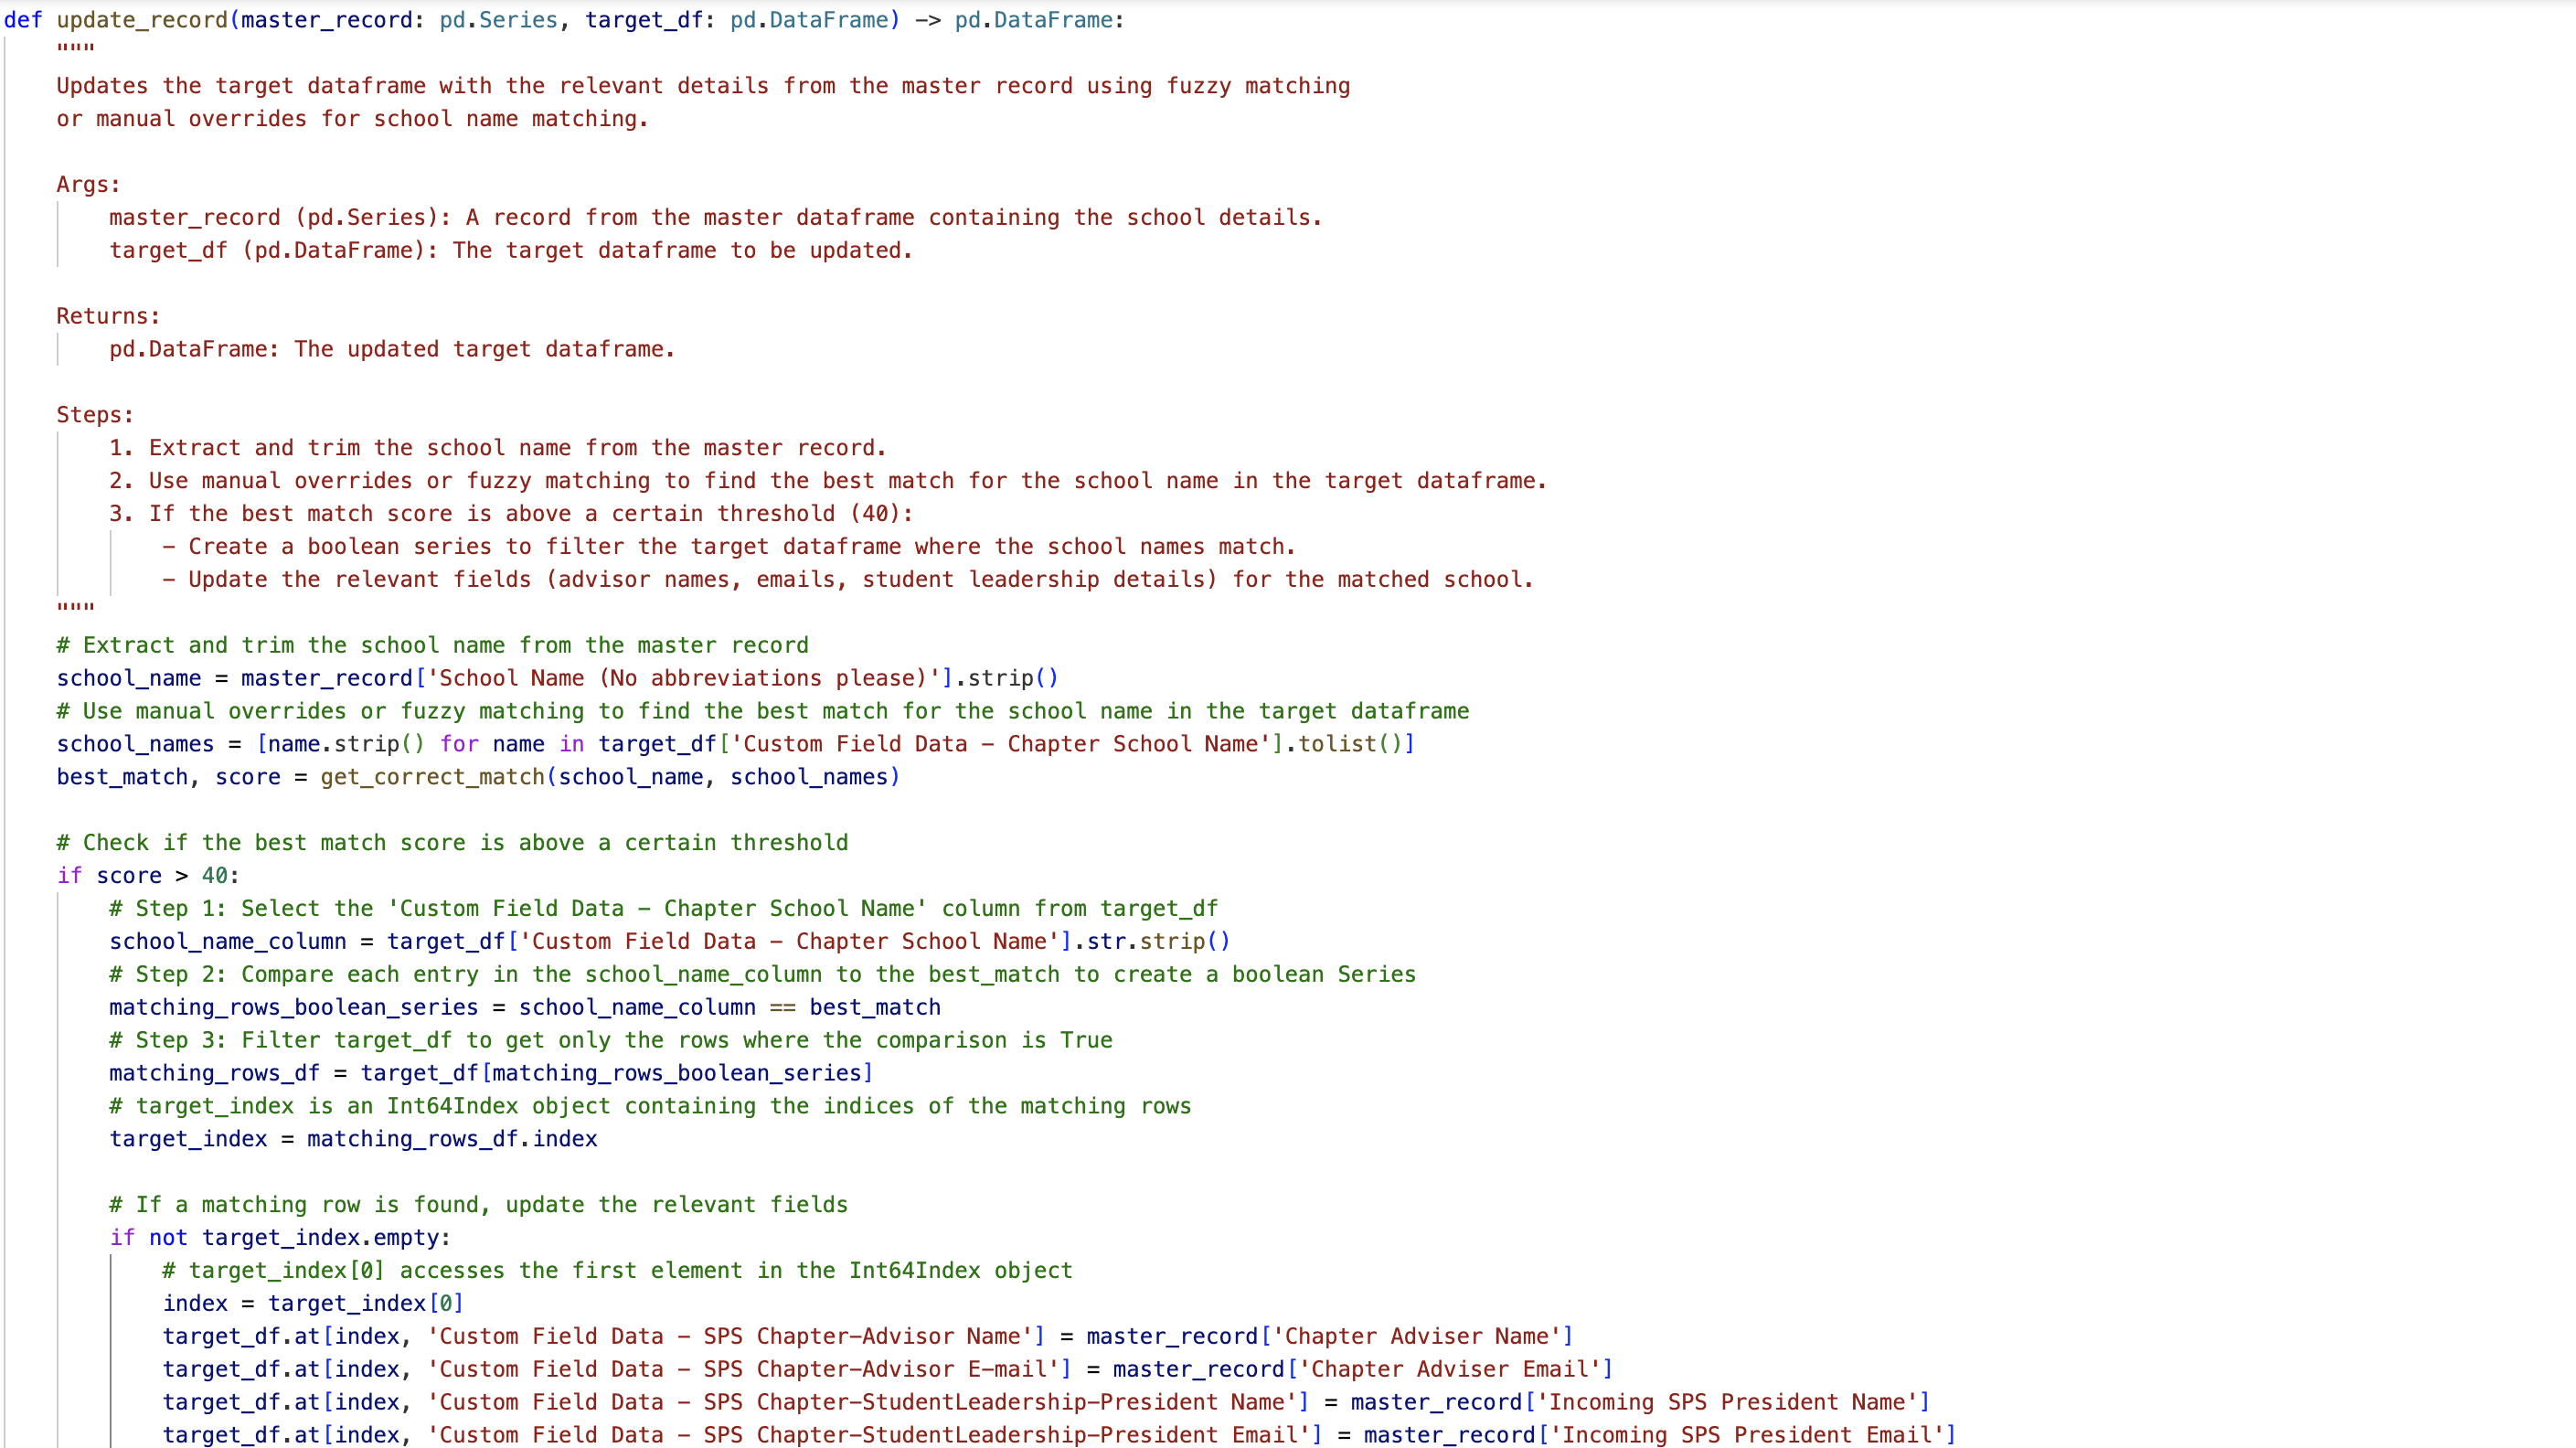 def update_record(master_record: pd.Series, target_df: pd.DataFrame) -> pd.DataFrame:
    """
    Updates the target dataframe with the relevant details from the master record using fuzzy matching
    or manual overrides for school name matching.

    Args:
        master_record (pd.Series): A record from the master dataframe containing the school details.
        target_df (pd.DataFrame): The target dataframe to be updated.

    Returns:
        pd.DataFrame: The updated target dataframe.

    Steps:
        1. Extract and trim the school name from the master record.
        2. Use manual overrides or fuzzy matching to find the best match for the school name in the target dataframe.
        3. If the best match score is above a certain threshold (40):
            - Create a boolean series to filter the target dataframe where the school names match.
            - Update the relevant fields (advisor names, emails, student leadership details) for the matched school.
    """
    # Extract and trim the school name from the master record
    school_name = master_record['School Name (No abbreviations please)'].strip()
    # Use manual overrides or fuzzy matching to find the best match for the school name in the target dataframe
    school_names = [name.strip() for name in target_df['Custom Field Data - Chapter School Name'].tolist()]
    best_match, score = get_correct_match(school_name, school_names)

    # Check if the best match score is above a certain threshold
    if score > 40:
        # Step 1: Select the 'Custom Field Data - Chapter School Name' column from target_df
        school_name_column = target_df['Custom Field Data - Chapter School Name'].str.strip()
        # Step 2: Compare each entry in the school_name_column to the best_match to create a boolean Series
        matching_rows_boolean_series = school_name_column == best_match
        # Step 3: Filter target_df to get only the rows where the comparison is True
        matching_rows_df = target_df[matching_rows_boolean_series]
        # target_index is an Int64Index object containing the indices of the matching rows
        target_index = matching_rows_df.index

        # If a matching row is found, update the relevant fields
        if not target_index.empty:
            # target_index[0] accesses the first element in the Int64Index object
            index = target_index[0]
            target_df.at[index, 'Custom Field Data - SPS Chapter-Advisor Name'] = master_record['Chapter Adviser Name']
            target_df.at[index, 'Custom Field Data - SPS Chapter-Advisor E-mail'] = master_record['Chapter Adviser Email']
            target_df.at[index, 'Custom Field Data - SPS Chapter-StudentLeadership-President Name'] = master_record['Incoming SPS President Name']
            target_df.at[index, 'Custom Field Data - SPS Chapter-StudentLeadership-President Email'] = master_record['Incoming SPS President Email']